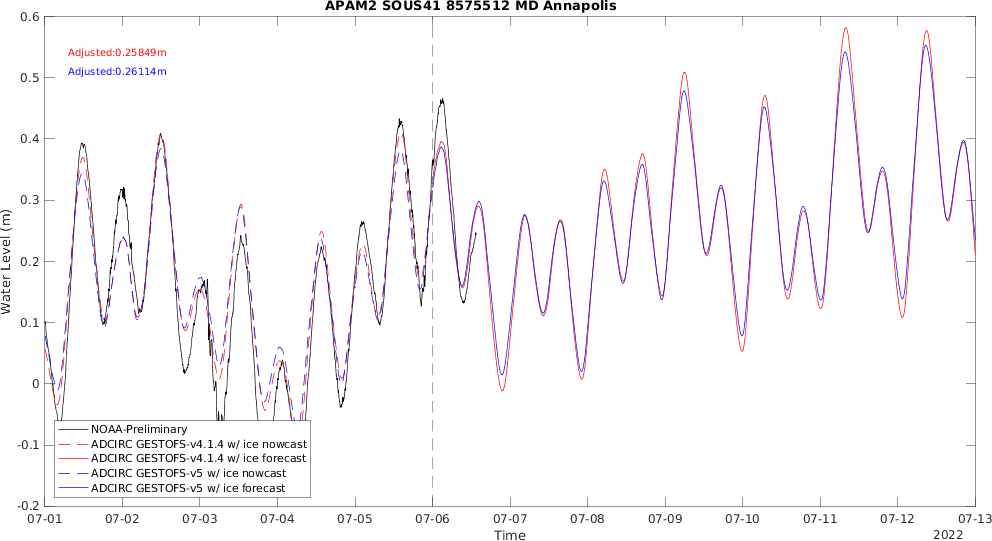 APAM2 SOUS41 8575512 MD Annapolis
0.6
Adjusted:0.25849m
Adjusted:0.26114m
0.5
0.4
0.3
0.2
0.1
0
-0.1
-0.2
Water Level (m)
NOAA-Preliminary
ADCIRC GESTOFS-v4.1.4 w/ ice nowcast
ADCIRC GESTOFS-v4.1.4 w/ ice forecast
ADCIRC GESTOFS-v5 w/ ice nowcast
ADCIRC GESTOFS-v5 w/ ice forecast
07-01 07-02 07-03 07-04 07-05 07-06 07-07 07-08 07-09 07-10 07-11 07-12 07-13
Time
2022